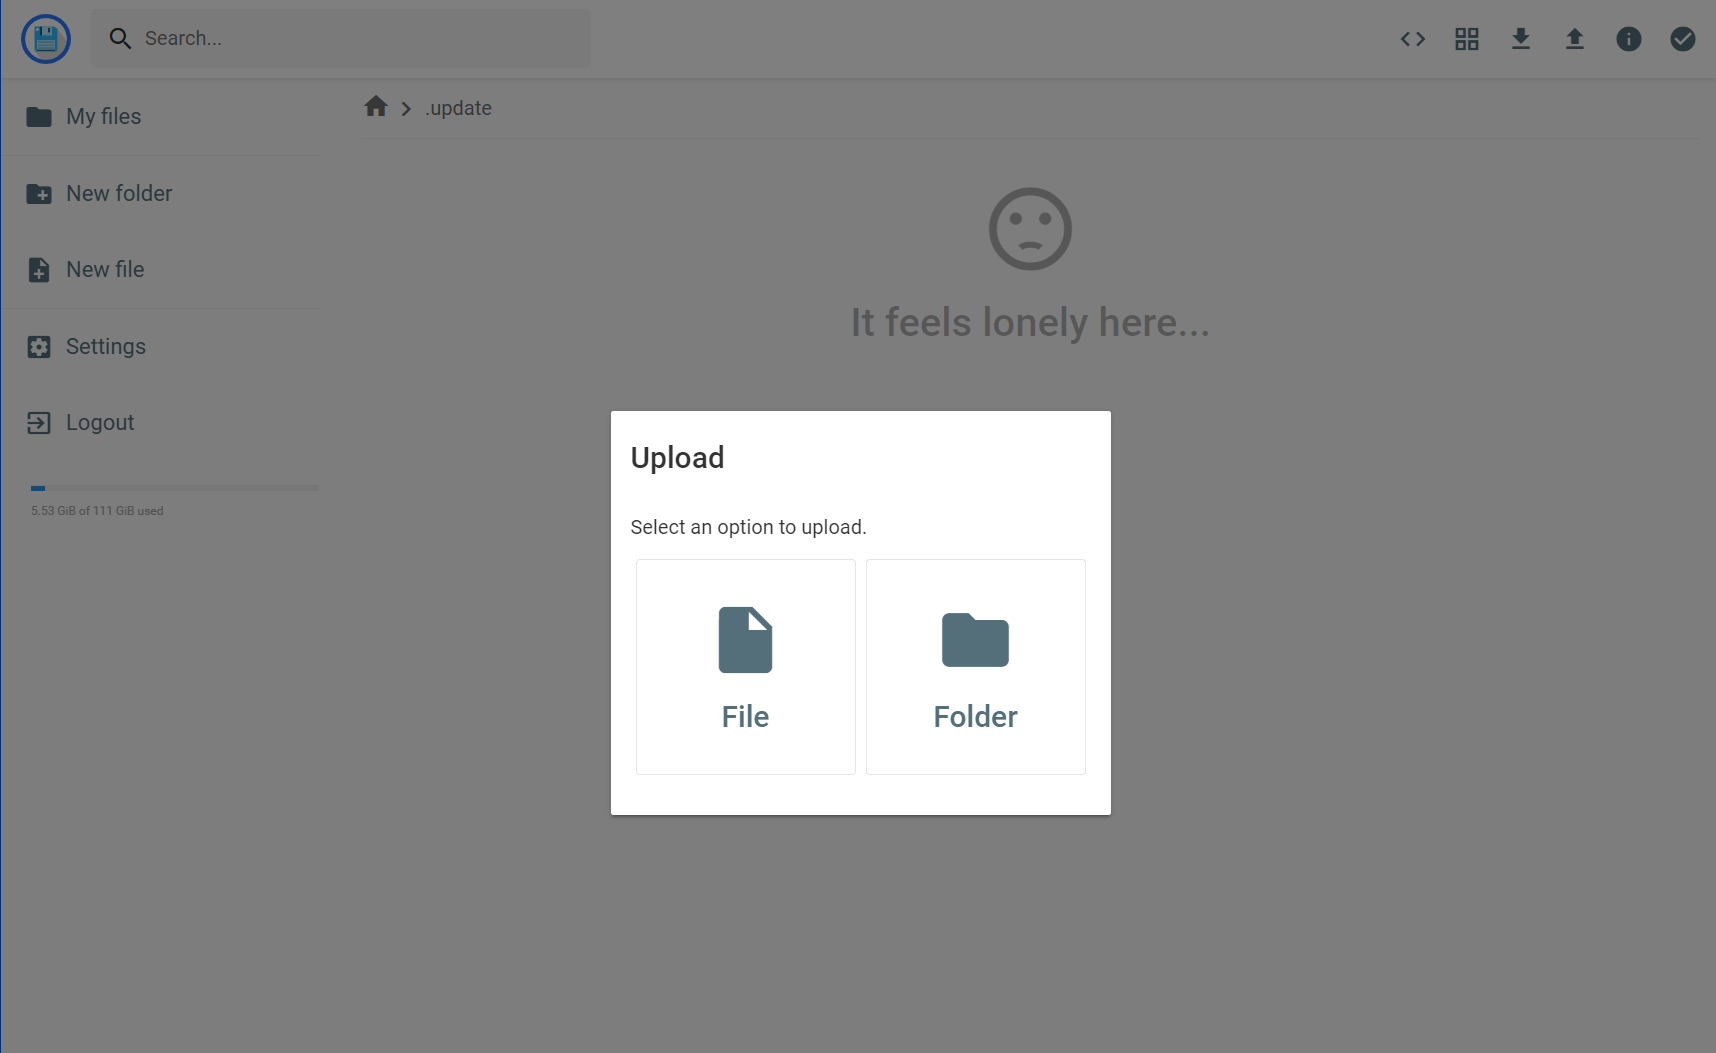 Search...
My files
New folder
New file
Settings
Logout
5.53 GiB of 111 GiB used
.update
It feels lonely here...
Upload
Select an option to upload.
File
Folder